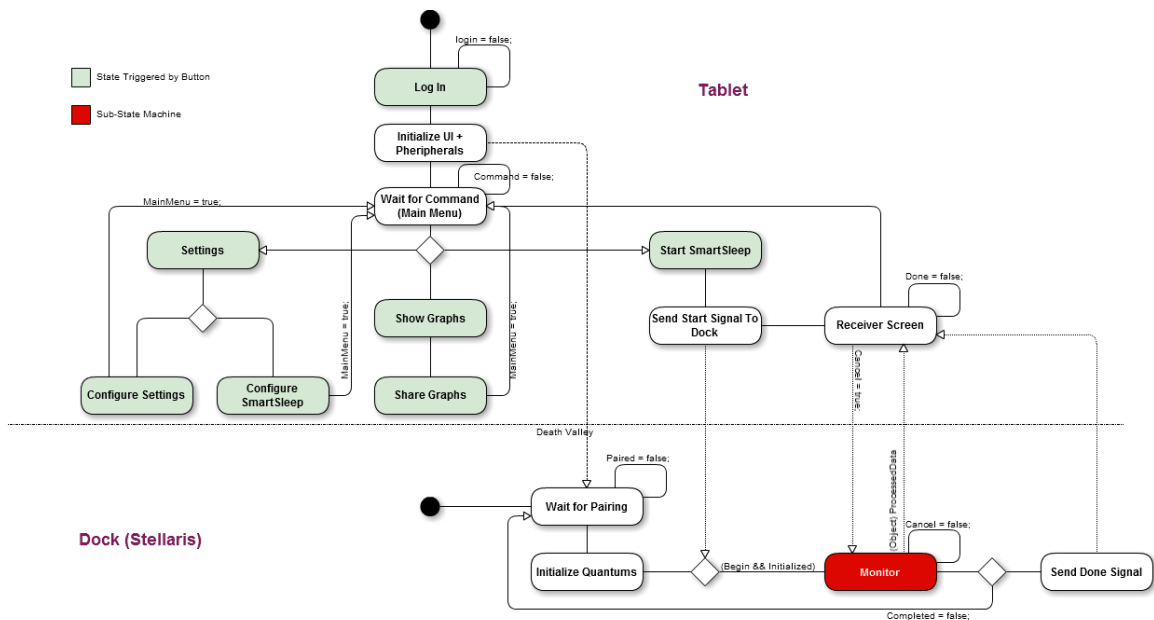 login = false;
State Triggered by Button
Log In
Tablet
Sub-State Machine
Initialize UI +
Pheripherals
Command = false;
MainMenu = true;
Wait for Command
(Main Menu)
Settings
Start SmartSleep
Done = false;
Show Graphs
Send Start Signal To
Dock
Receiver Screen
MainMenu = true;
MainMenu = true;
Cancel = true;
Configure Settings
Configure
SmartSleep
Share Graphs
Death Valley
Paired = false;
(Object) ProcessedData
Wait for Pairing
Cancel = false;
Dock (Stellaris)
Initialize Quantums
(Begin && Initialized)
Monitor
Send Done Signal
Completed = false;